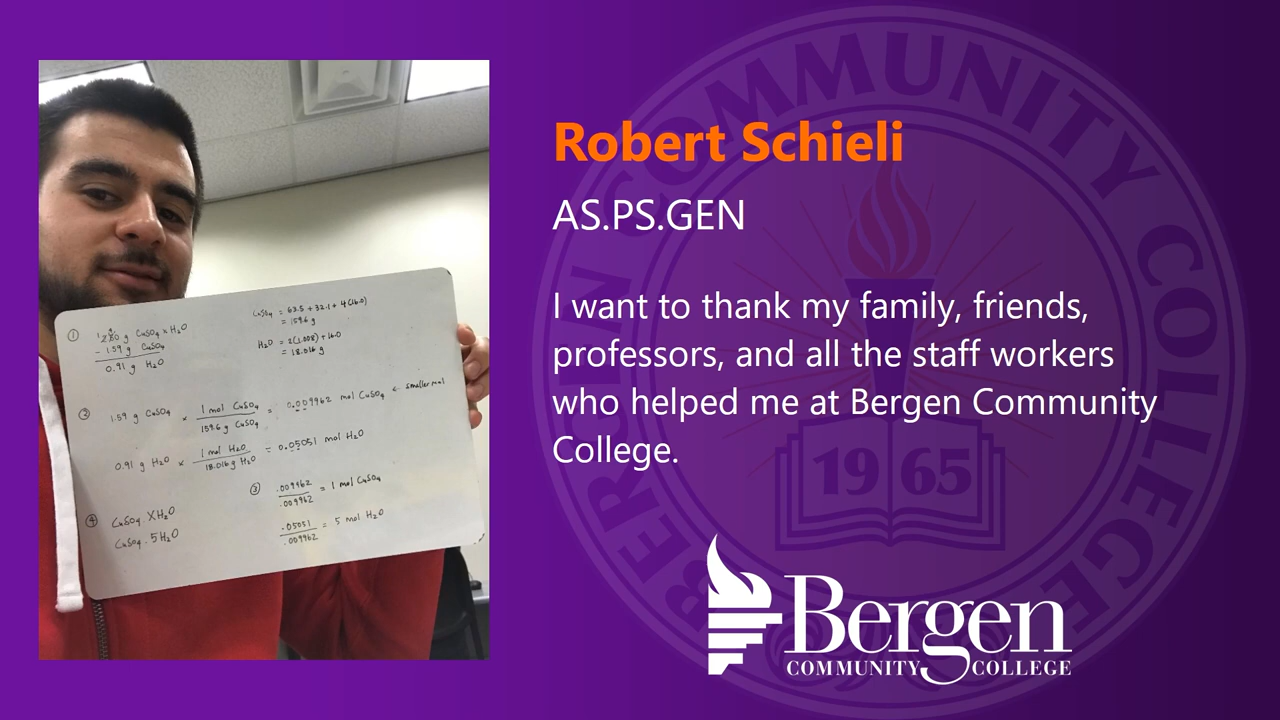 Robert Schieli
AS.PS.GEN
I want to thank my family, friends,
professors, and all the staff workers
who helped me at Bergen Community
College.
BERGEN COMMUNITY COLLEGE
19 65
Bergen
COMMUNITY COLLEGE
①
CuSO₄ × H₂O
- 1.59 g CuSO₄
0.91 g H₂O
CuSO₄ = 63.5 + 32.1 + 4(16.0)
= 159.6 g
H₂O = 2(1.008) + 16.0
= 18.016 g
②
1.59 g CuSO₄ × 1 mol CuSO₄ / 159.6 g CuSO₄ = 0.009962 mol CuSO₄ ← smaller
0.91 g H₂O × 1 mol H₂O / 18.016 g H₂O = 0.05051 mol H₂O
③
.009962 / .009962 = 1 mol CuSO₄
.05051 / .009962 = 5 mol H₂O
④
CuSO₄ . XH₂O
CuSO₄ . 5H₂O